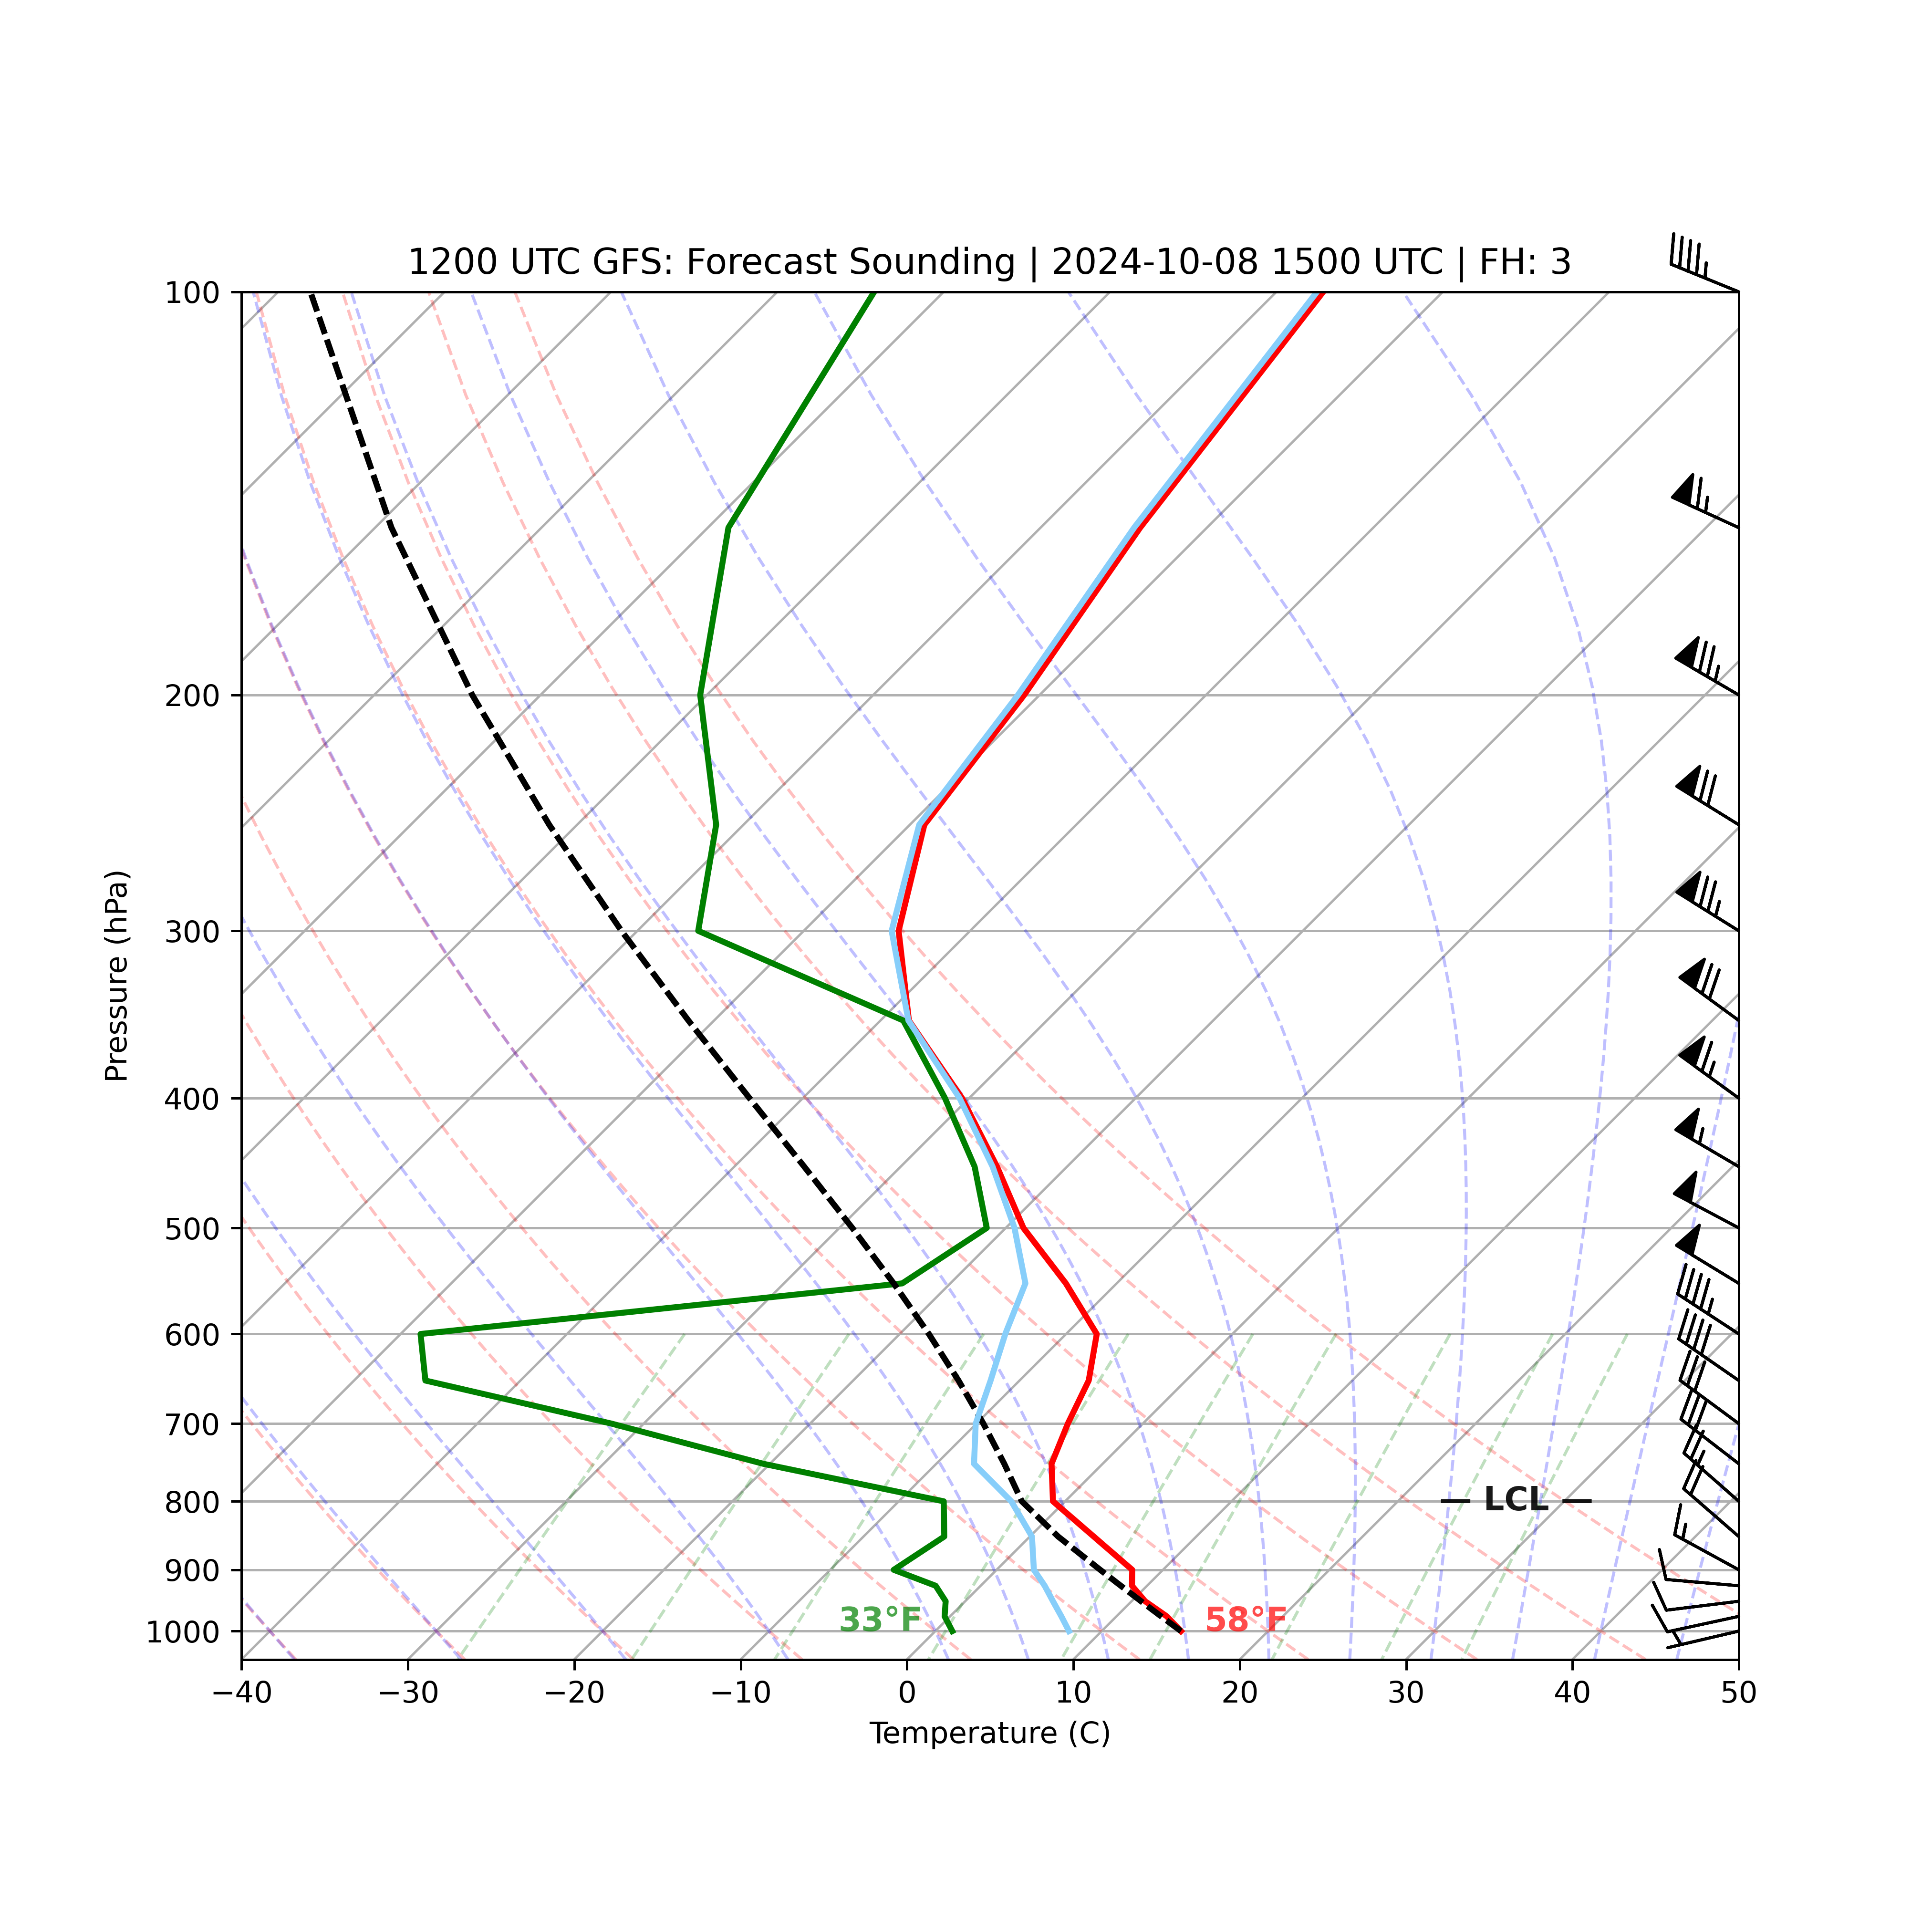 1200 UTC GFS: Forecast Sounding | 2024-10-08 1500 UTC | FH: 3
100
200
300
400
500
600
700
800
900
1000
Pressure (hPa)
LCL
33°F
58°F
−40 −30 −20 −10 0 10 20 30 40 50
Temperature (C)